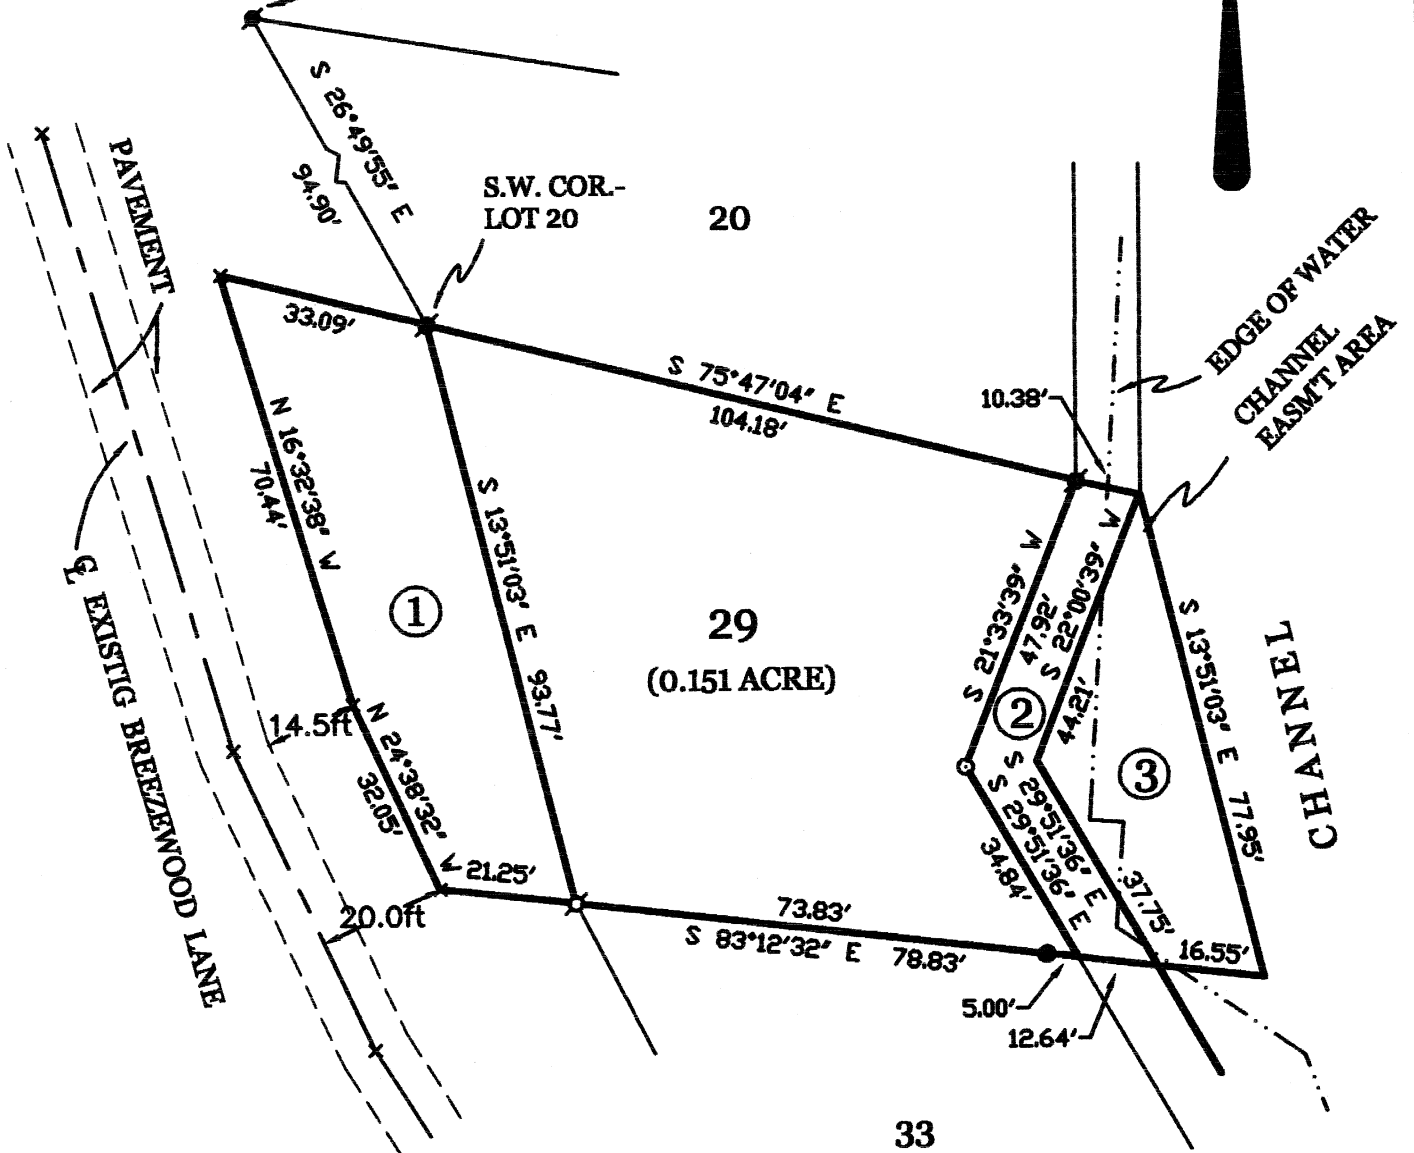 S 26°49'55" E
94.90'
PAVEMENT
S.W. COR.-
LOT 20
20
EDGE OF WATER
CHANNEL
EASM'T AREA
33.09'
S 75°47'04" E
104.18'
10.38'
N 16°32'38" W
70.44'
S 13°51'03" E 93.77'
1
29
(0.151 ACRE)
S 21°33'39" W
47.92'
S 22°00'39" W
44.21'
2
3
S 13°51'03" E 77.95'
CHANNEL
℄ EXISTIG BREEZEWOOD LANE
14.5ft
N 24°38'32"
32.05'
S 29°51'36" E
37.75'
S 29°51'36" E
34.84'
21.25'
20.0ft
73.83'
S 83°12'32" E 78.83'
16.55'
5.00'
12.64'
33